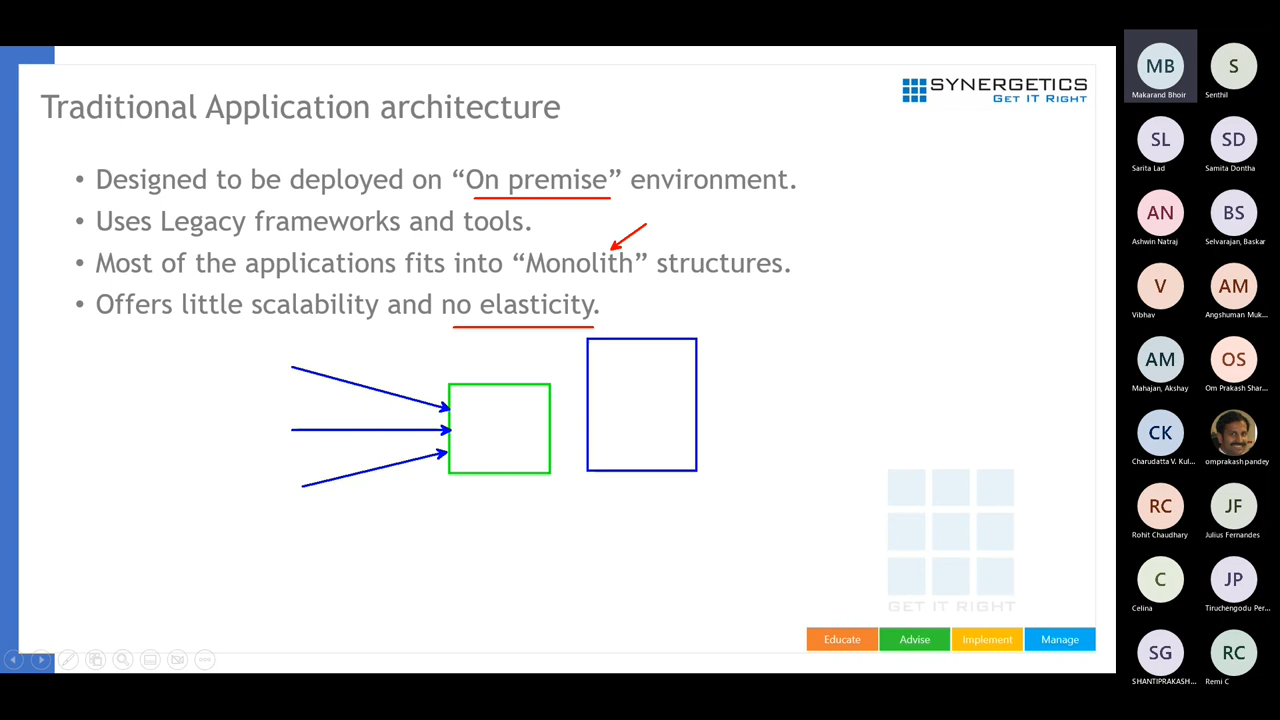 Traditional Application architecture
SYNERGETICS
GET IT RIGHT
• Designed to be deployed on “On premise” environment.
• Uses Legacy frameworks and tools.
• Most of the applications fits into “Monolith” structures.
• Offers little scalability and no elasticity.
GET IT RIGHT
Educate Advise Implement Manage
MB S
Makarand Bhoir Senthil
SL SD
Sarita Lad Samita Dontha
AN BS
Ashwin Natraj Selvarajan, Baskar
V AM
Vibhav Angshuman Muk...
AM OS
Mahajan, Akshay Om Prakash Shar...
CK
Charudatta V. Kul... omprakash pandey
RC JF
Rohit Chaudhary Julius Fernandes
C JP
Celina Tiruchengodu Per...
SG RC
SHANTIPRAKASH... Remi C